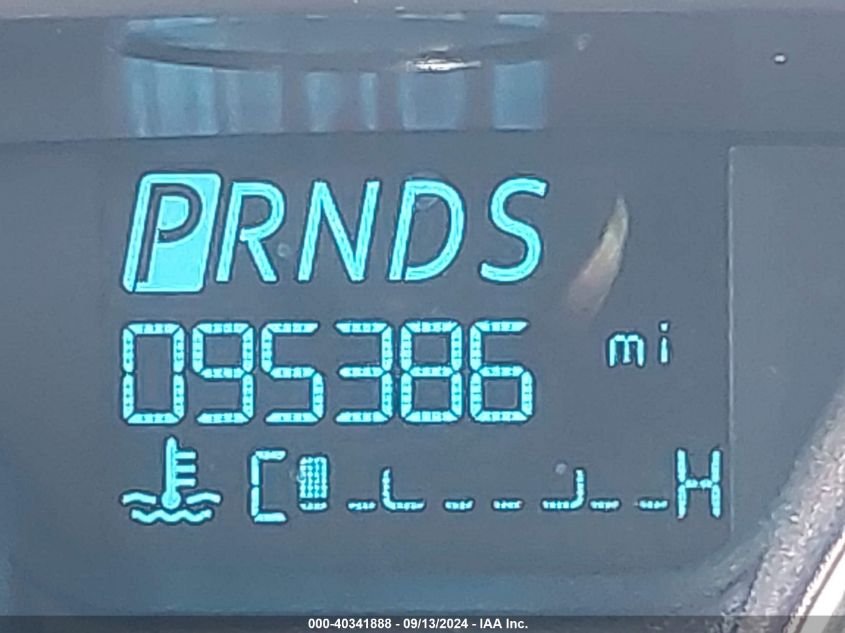 PRNDS
095386 mi
C H
000-40341888 - 09/13/2024 - IAA Inc.